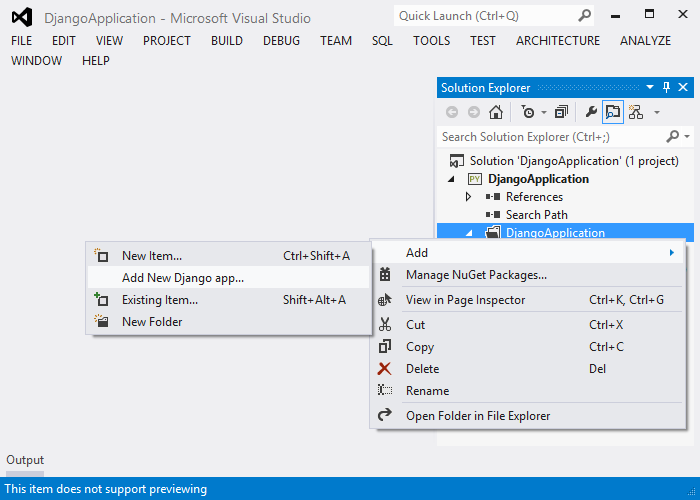 DjangoApplication - Microsoft Visual Studio
Quick Launch (Ctrl+Q)
FILE EDIT VIEW PROJECT BUILD DEBUG TEAM SQL TOOLS TEST ARCHITECTURE ANALYZE
WINDOW HELP
Solution Explorer
Search Solution Explorer (Ctrl+;)
Solution 'DjangoApplication' (1 project)
PY DjangoApplication
References
Search Path
DjangoApplication
New Item... Ctrl+Shift+A
Add New Django app...
Existing Item... Shift+Alt+A
New Folder
Add
Manage NuGet Packages...
View in Page Inspector Ctrl+K, Ctrl+G
Cut Ctrl+X
Copy Ctrl+C
Delete Del
Rename
Open Folder in File Explorer
Output
This item does not support previewing